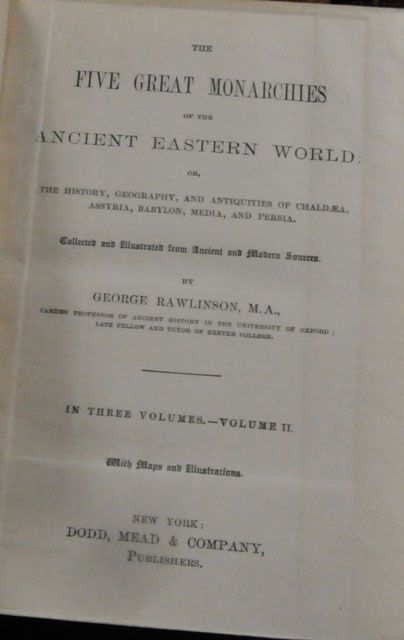 THE
FIVE GREAT MONARCHIES
OF THE
ANCIENT EASTERN WORLD:
OR,
THE HISTORY, GEOGRAPHY, AND ANTIQUITIES OF CHALDÆA,
ASSYRIA, BABYLON, MEDIA, AND PERSIA.
Collected and Illustrated from Ancient and Modern Sources.
BY
GEORGE RAWLINSON, M.A.,
CAMDEN PROFESSOR OF ANCIENT HISTORY IN THE UNIVERSITY OF OXFORD;
LATE FELLOW AND TUTOR OF EXETER COLLEGE.
IN THREE VOLUMES.—VOLUME II.
With Maps and Illustrations.
NEW YORK:
DODD, MEAD & COMPANY,
PUBLISHERS.